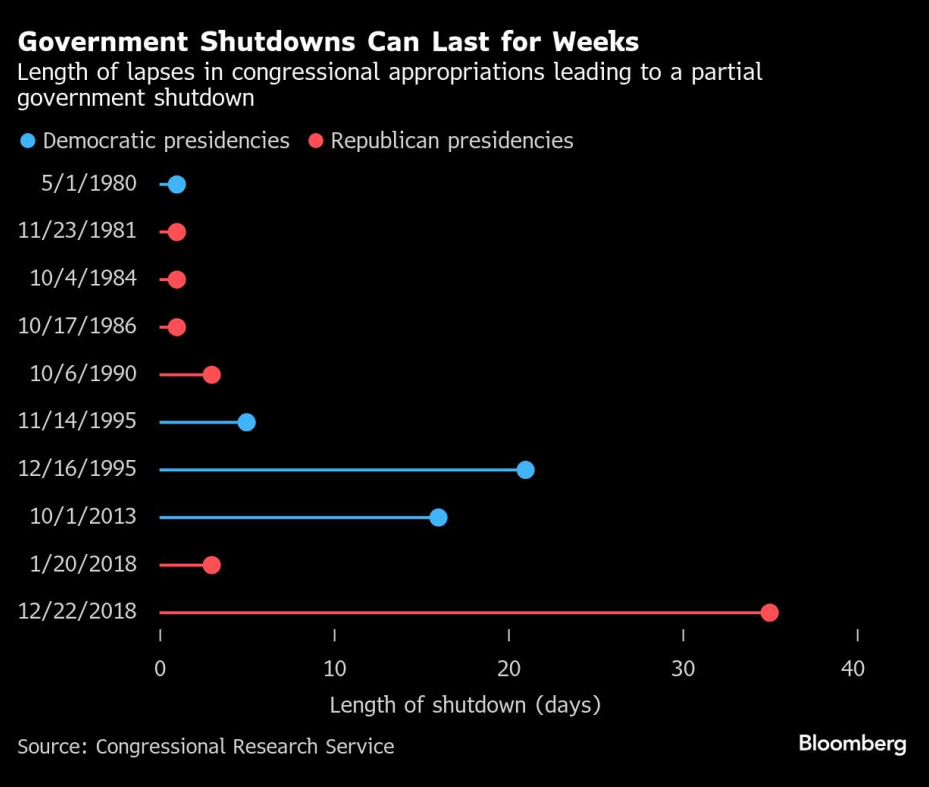 Government Shutdowns Can Last for Weeks
Length of lapses in congressional appropriations leading to a partial
government shutdown
Democratic presidencies Republican presidencies
5/1/1980
11/23/1981
10/4/1984
10/17/1986
10/6/1990
11/14/1995
12/16/1995
10/1/2013
1/20/2018
12/22/2018
0 10 20 30 40
Length of shutdown (days)
Source: Congressional Research Service
Bloomberg